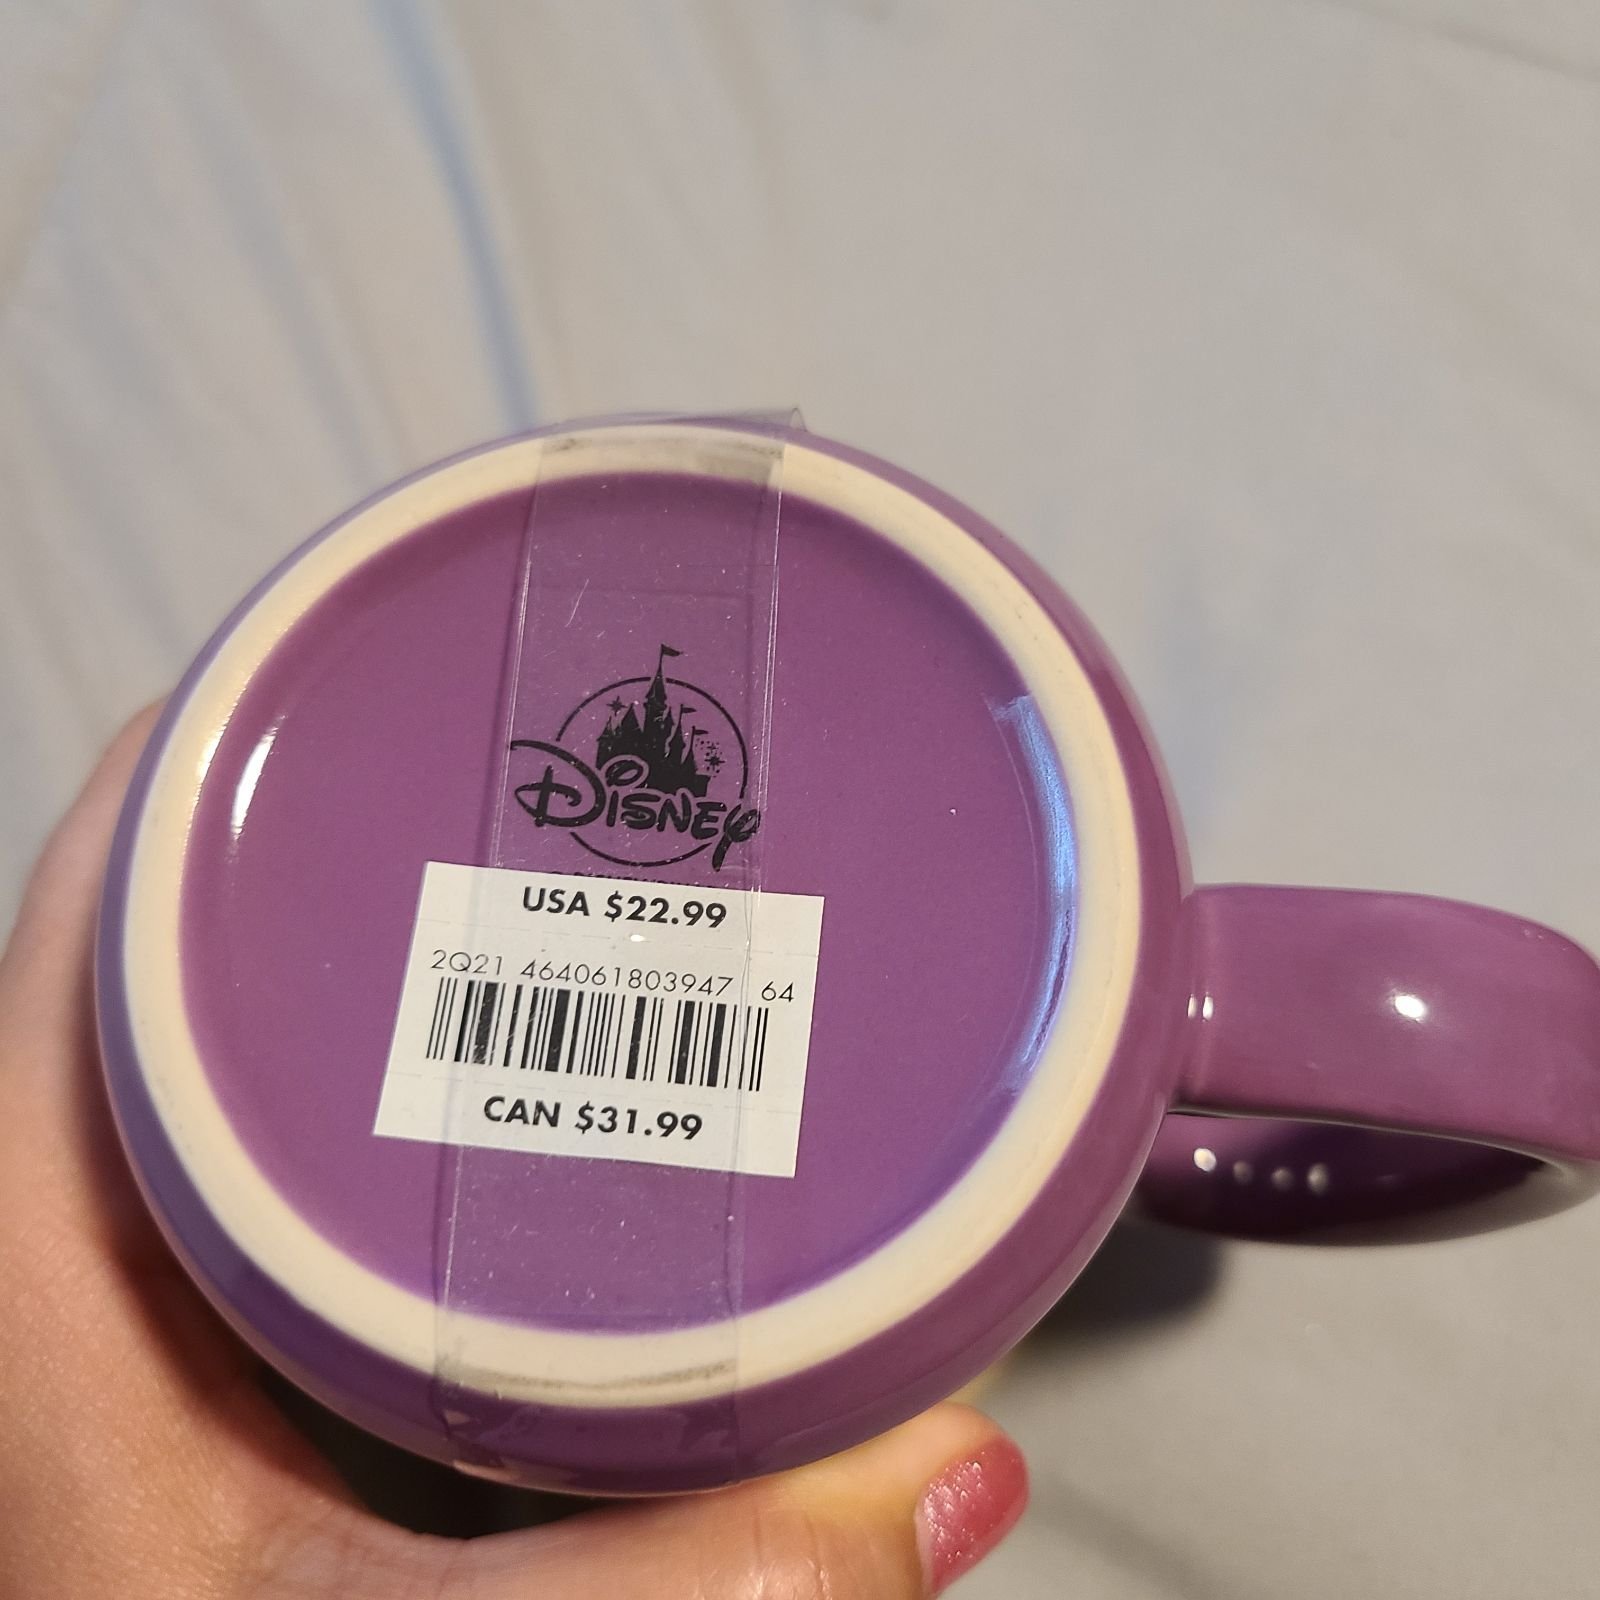 Disney
USA $22.99
2Q21 464061803947 64
CAN $31.99